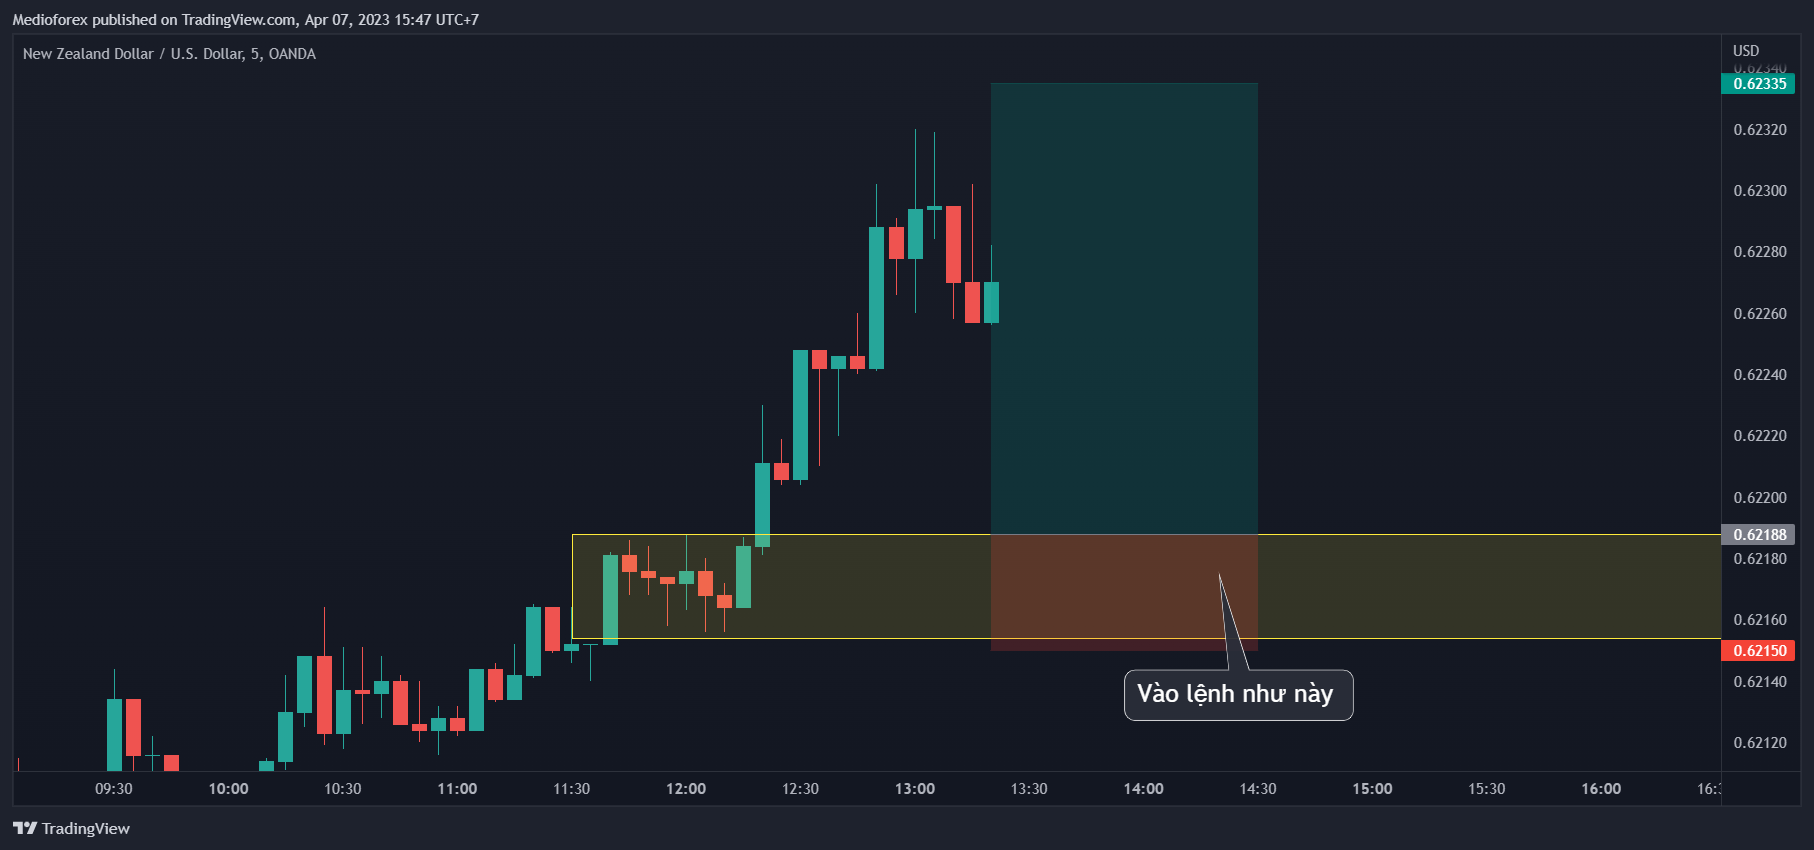 Medioforex published on TradingView.com, Apr 07, 2023 15:47 UTC+7
New Zealand Dollar / U.S. Dollar, 5, OANDA
USD
0.62340
0.62335
0.62320
0.62300
0.62280
0.62260
0.62240
0.62220
0.62200
0.62188
0.62180
0.62160
0.62150
0.62140
0.62120
Vào lệnh như này
09:30 10:00 10:30 11:00 11:30 12:00 12:30 13:00 13:30 14:00 14:30 15:00 15:30 16:00 16:3
TradingView